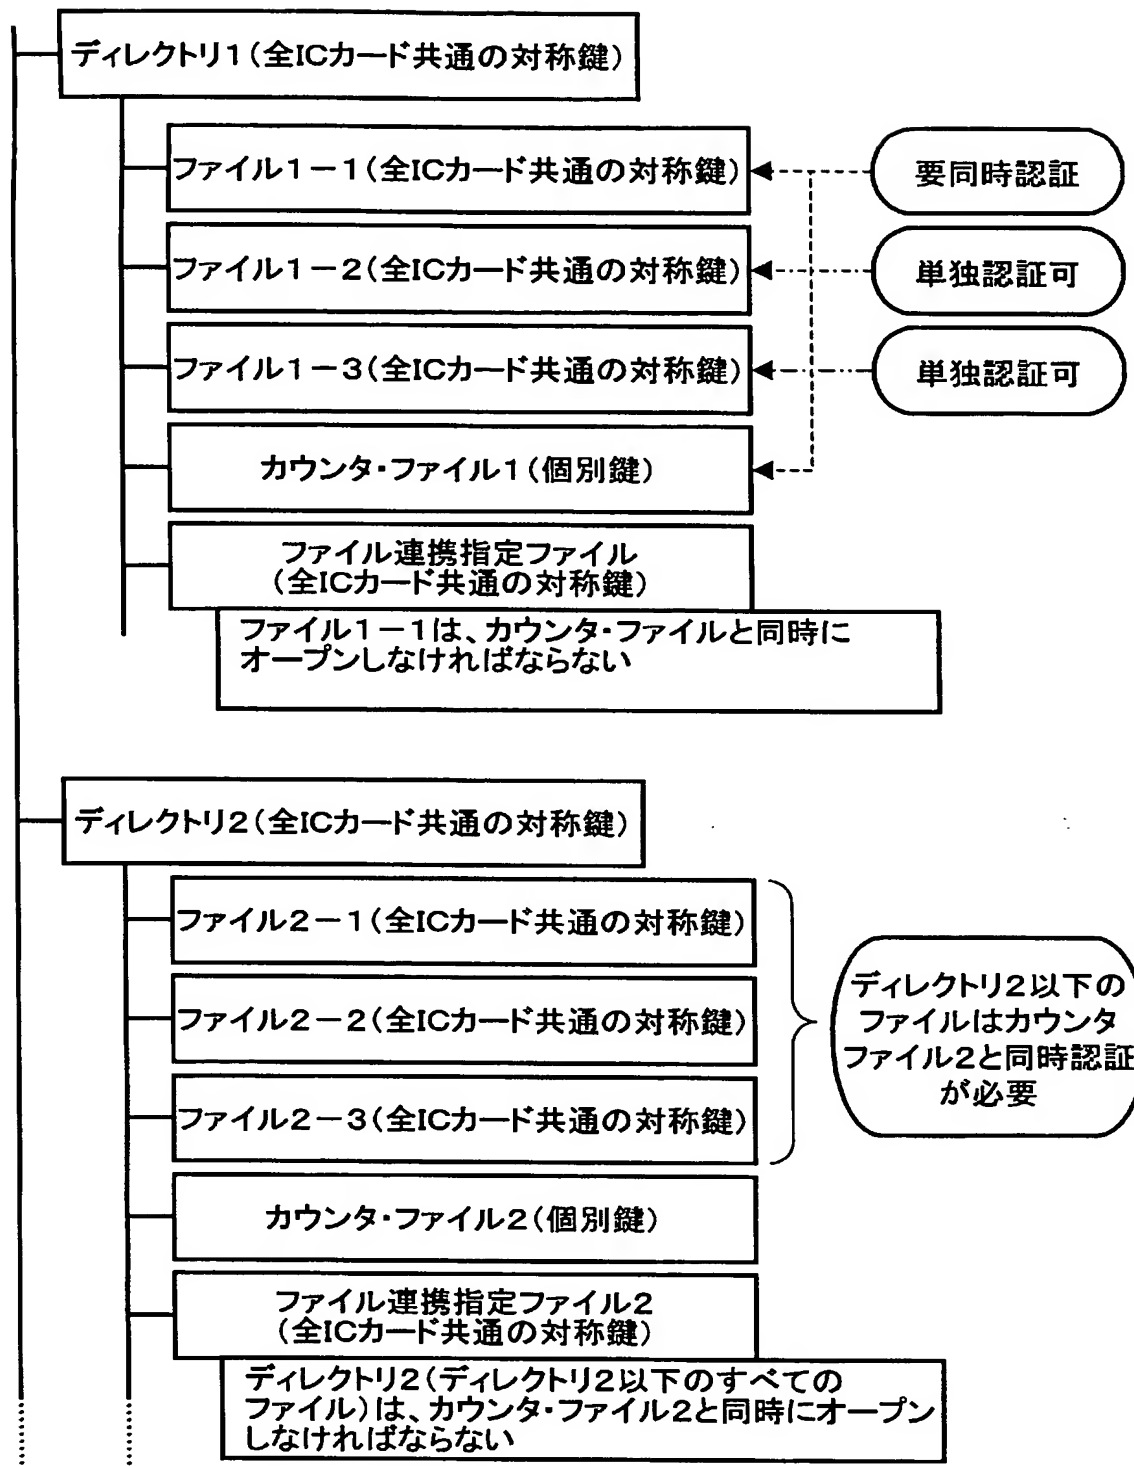 ディレクトリ1(全ICカード共通の対称鍵)
ファイル1-1(全ICカード共通の対称鍵)
要同時認証
ファイル1-2(全ICカード共通の対称鍵)
単独認証可
ファイル1-3(全ICカード共通の対称鍵)
単独認証可
カウンタ・ファイル1(個別鍵)
ファイル連携指定ファイル
(全ICカード共通の対称鍵)
ファイル1-1は、カウンタ・ファイルと同時に
オープンしなければならない
ディレクトリ2(全ICカード共通の対称鍵)
ファイル2-1(全ICカード共通の対称鍵)
ファイル2-2(全ICカード共通の対称鍵)
ファイル2-3(全ICカード共通の対称鍵)
ディレクトリ2以下の
ファイルはカウンタ
ファイル2と同時認証
が必要
カウンタ・ファイル2(個別鍵)
ファイル連携指定ファイル2
(全ICカード共通の対称鍵)
ディレクトリ2(ディレクトリ2以下のすべての
ファイル)は、カウンタ・ファイル2と同時にオープン
しなければならない